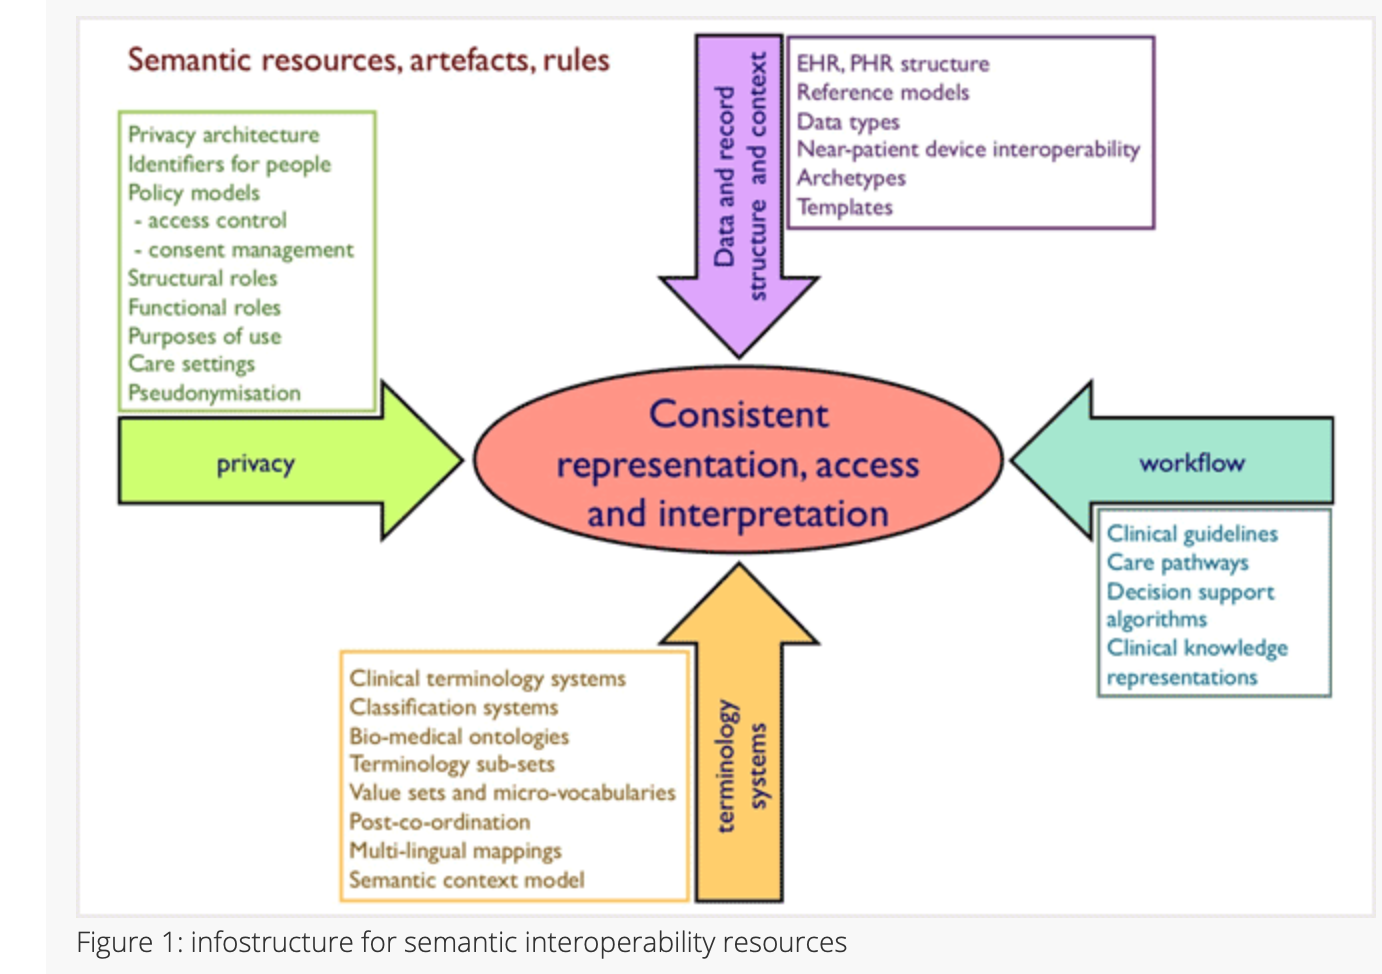 Semantic resources, artefacts, rules
Privacy architecture
Identifiers for people
Policy models
- access control
- consent management
Structural roles
Functional roles
Purposes of use
Care settings
Pseudonymisation
privacy
Data and record
structure and context
EHR, PHR structure
Reference models
Data types
Near-patient device interoperability
Archetypes
Templates
Consistent
representation, access
and interpretation
workflow
Clinical guidelines
Care pathways
Decision support
algorithms
Clinical knowledge
representations
Clinical terminology systems
Classification systems
Bio-medical ontologies
Terminology sub-sets
Value sets and micro-vocabularies
Post-co-ordination
Multi-lingual mappings
Semantic context model
terminology
systems
Figure 1: infostructure for semantic interoperability resources